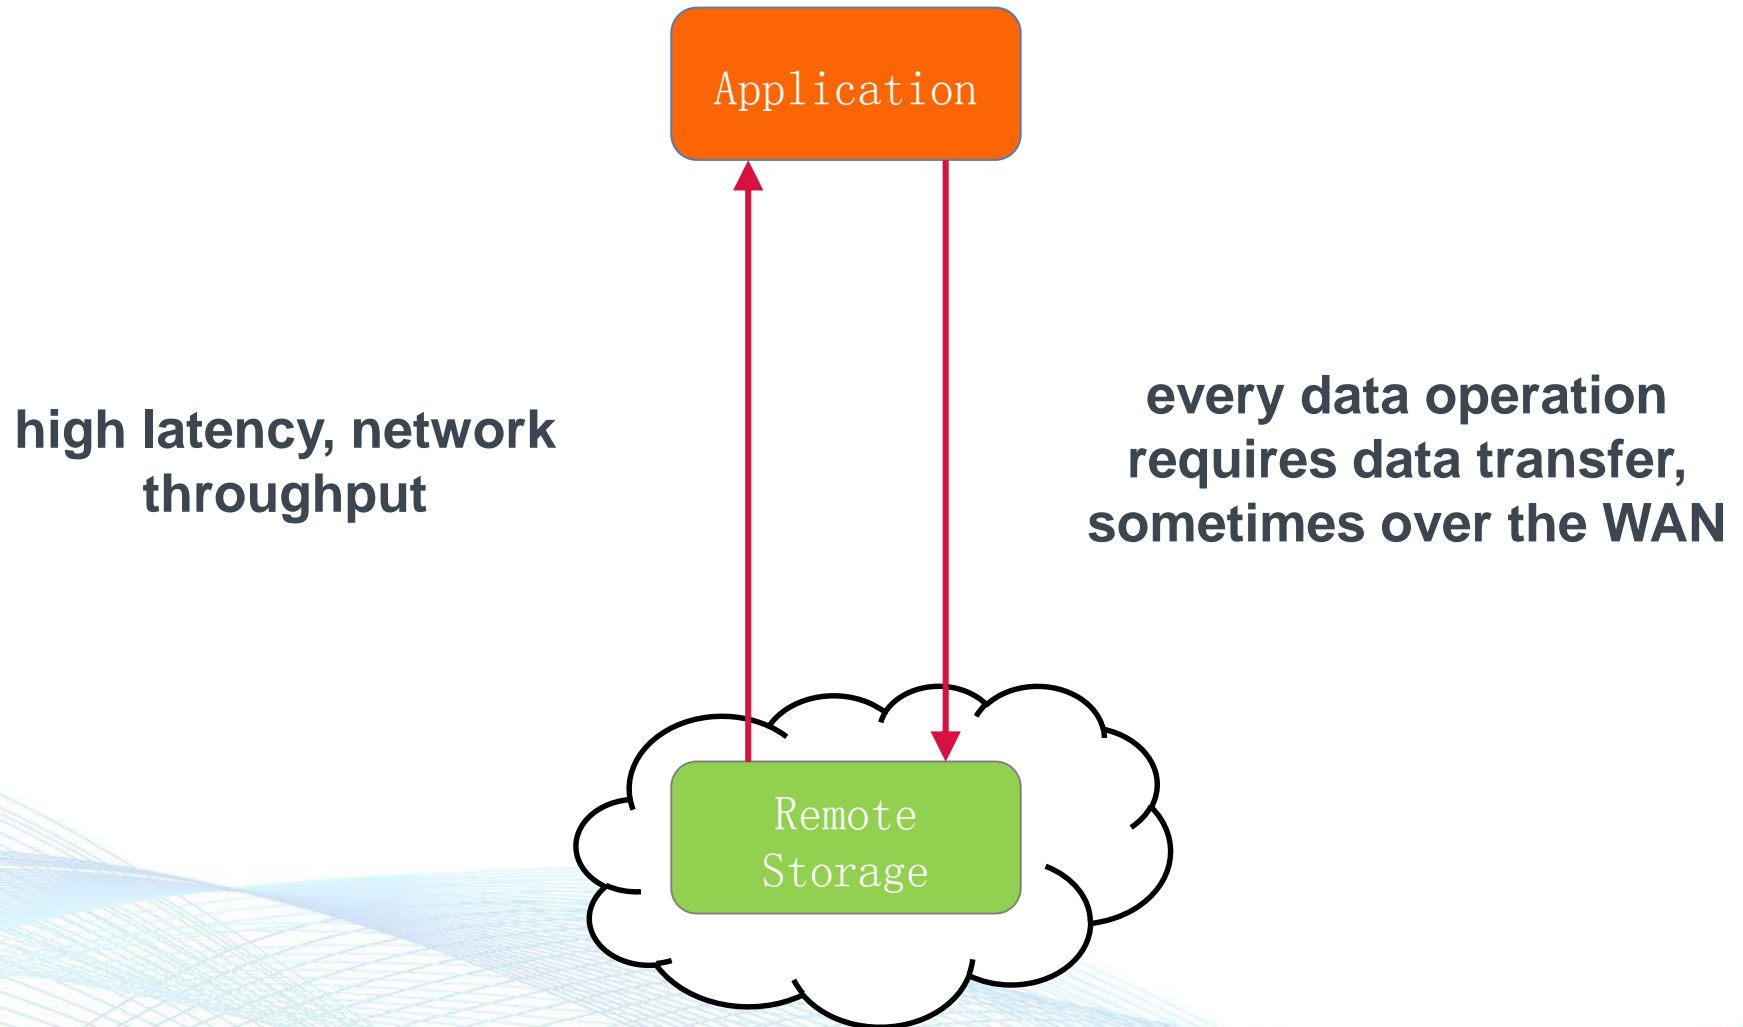 Application
high latency, network
throughput
every data operation
requires data transfer,
sometimes over the WAN
Remote
Storage